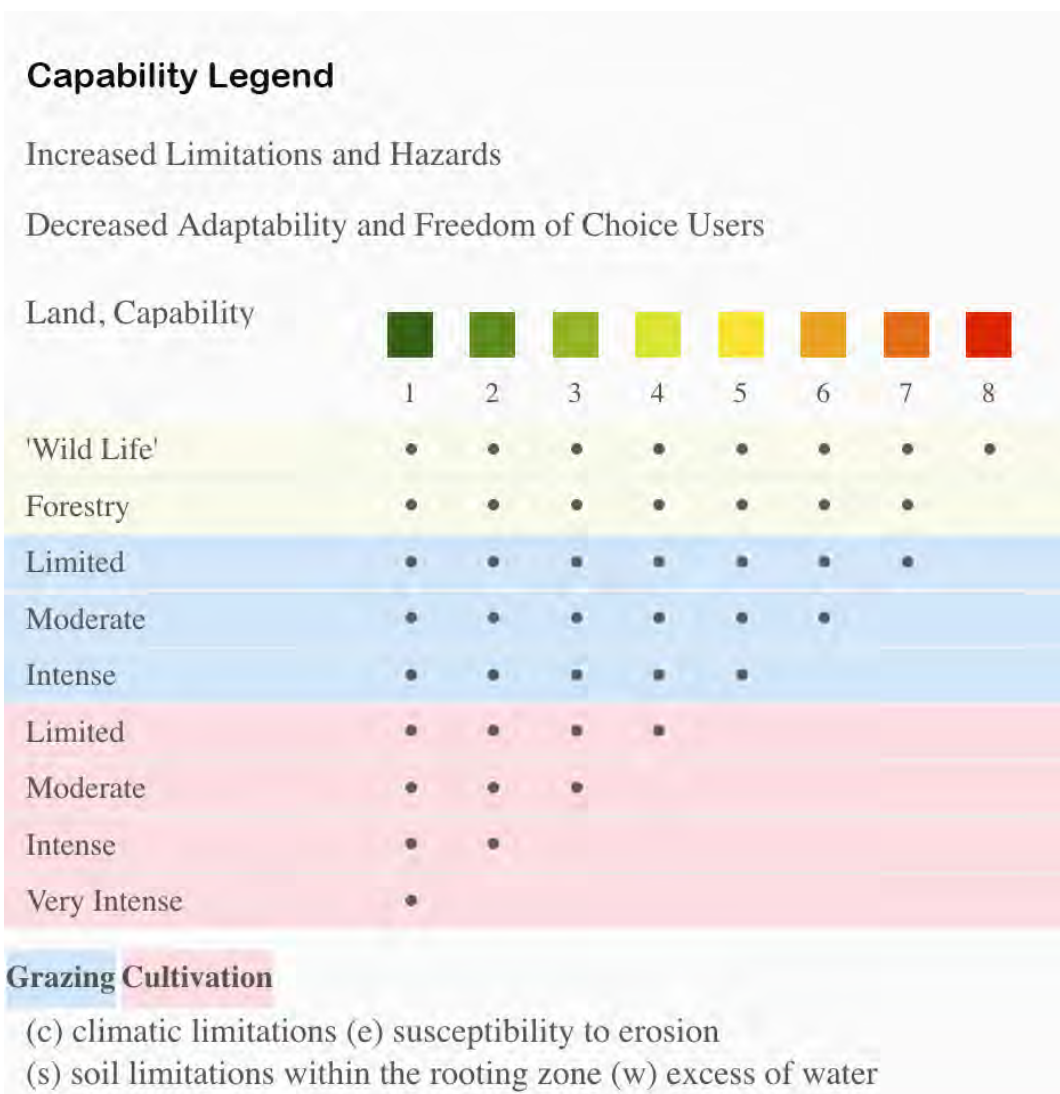 Capability Legend
Increased Limitations and Hazards
Decreased Adaptability and Freedom of Choice Users
Land, Capability
1 2 3 4 5 6 7 8
'Wild Life' • • • • • • • •
Forestry • • • • • • •
Limited • • • • • • •
Moderate • • • • • •
Intense • • • • •
Limited • • • •
Moderate • • •
Intense • •
Very Intense •
Grazing Cultivation
(c) climatic limitations (e) susceptibility to erosion
(s) soil limitations within the rooting zone (w) excess of water